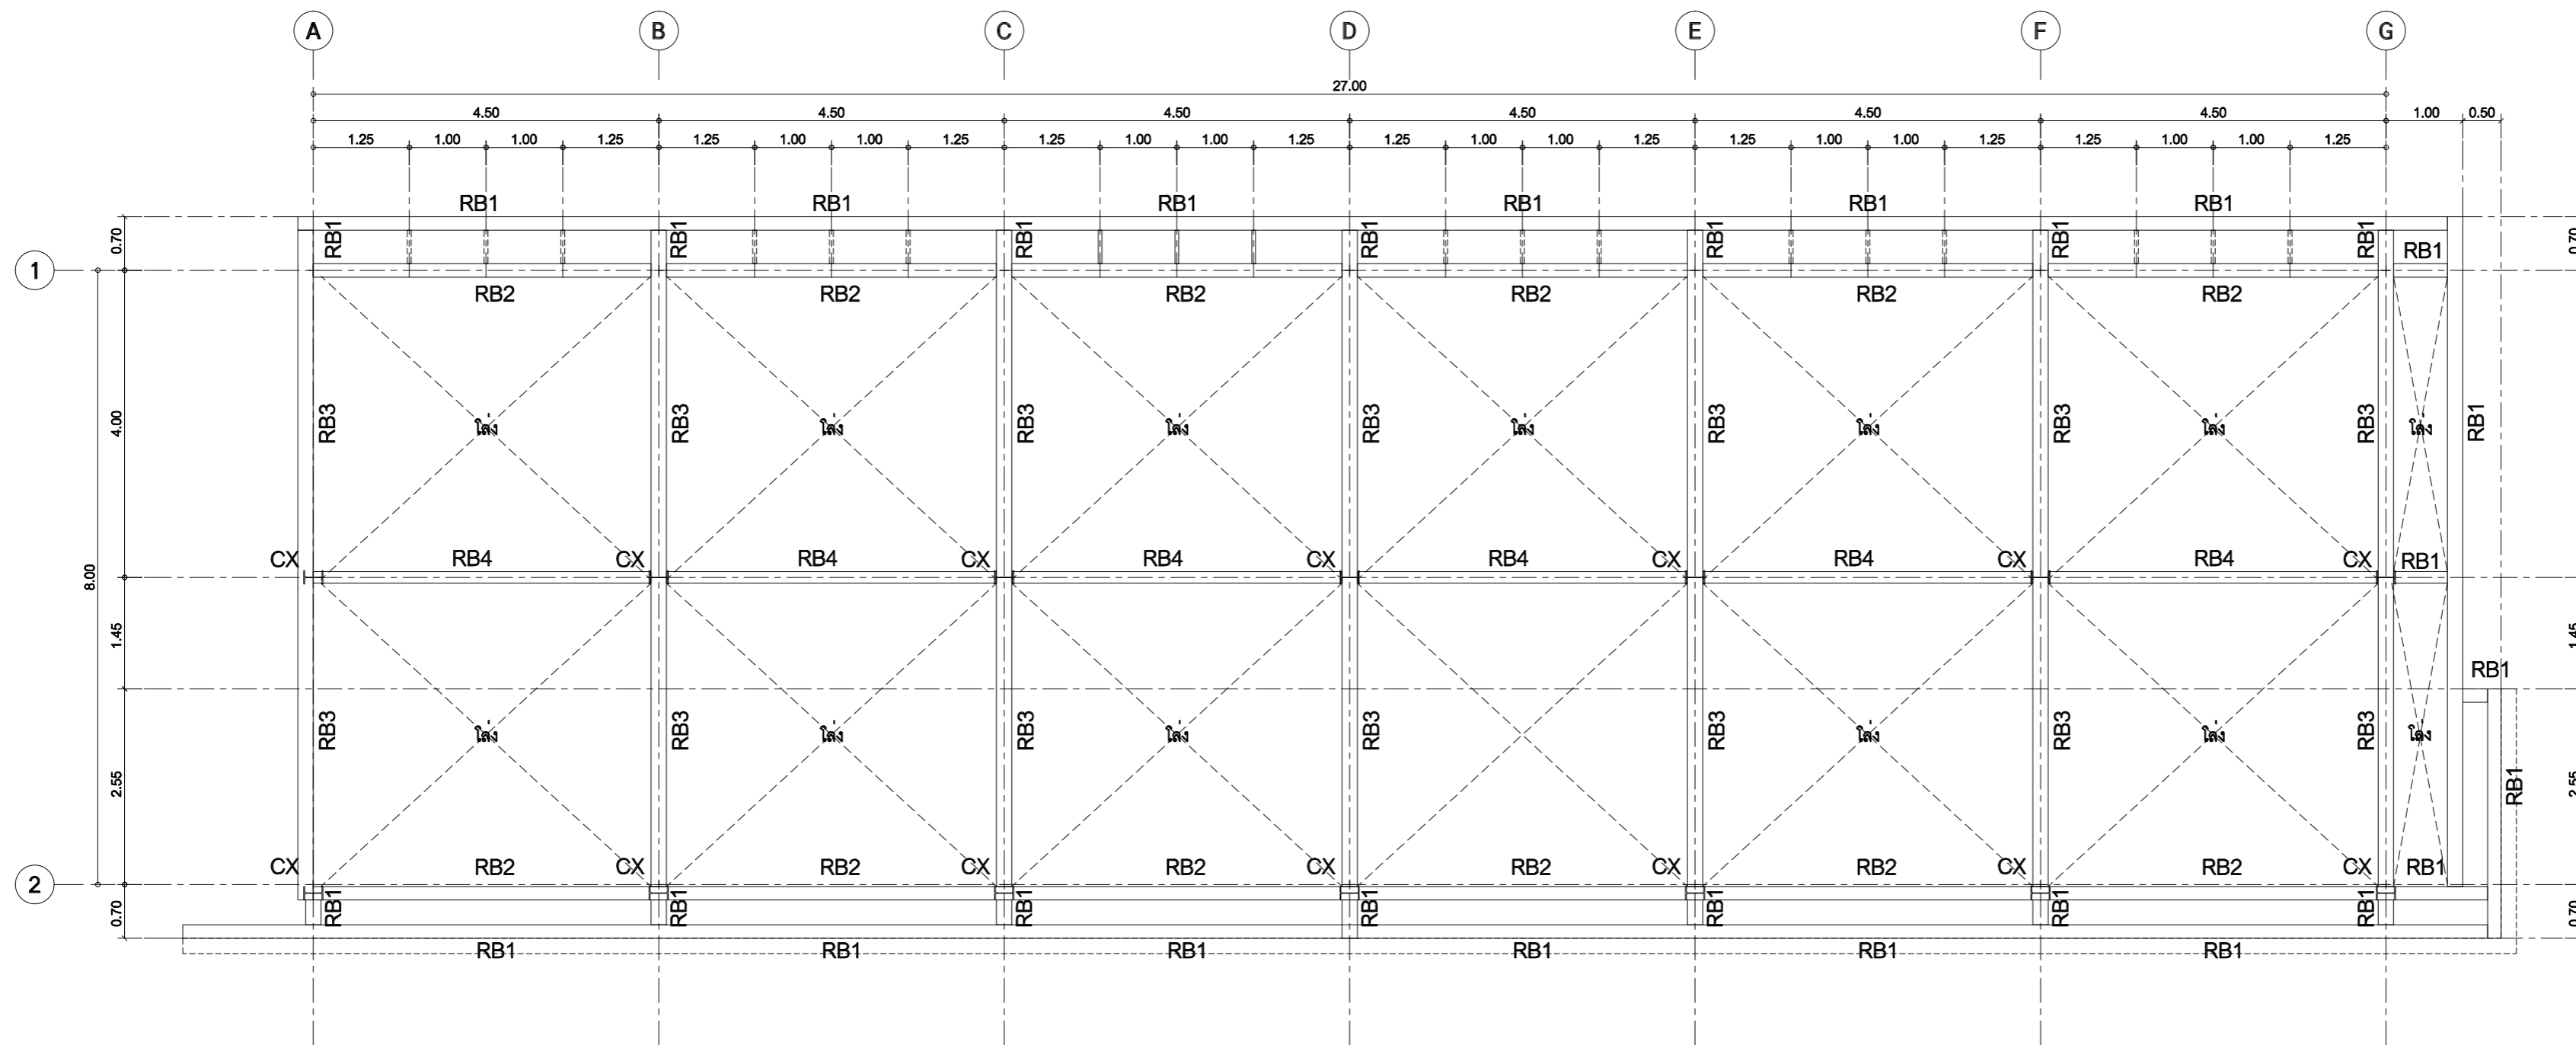 A B C D E F G
27.00
4.50 4.50 4.50 4.50 4.50 4.50 1.00 0.50
1.25 1.00 1.00 1.25 1.25 1.00 1.00 1.25 1.25 1.00 1.00 1.25 1.25 1.00 1.00 1.25 1.25 1.00 1.00 1.25 1.25 1.00 1.00 1.25
RB1 RB1 RB1 RB1 RB1 RB1
0.70 RB1 RB1 RB1 RB1 RB1 RB1 RB1 RB1 0.70
1
RB2 RB2 RB2 RB2 RB2 RB2
4.00 RB3 โล่ง RB3 โล่ง RB3 โล่ง RB3 โล่ง RB3 โล่ง RB3 โล่ง RB3 โล่ง RB1
CX RB4 CX RB4 CX RB4 CX RB4 CX RB4 CX RB4 CX RB1
8.00
1.45 1.45
RB1
RB3 โล่ง RB3 โล่ง RB3 โล่ง RB3 RB3 โล่ง RB3 โล่ง RB3 โล่ง
2.55 RB1 2.55
CX RB2 CX RB2 CX RB2 CX RB2 CX RB2 CX RB2 CX RB1
2
0.70 RB1 RB1 RB1 RB1 RB1 RB1 RB1 0.70
RB1 RB1 RB1 RB1 RB1 RB1